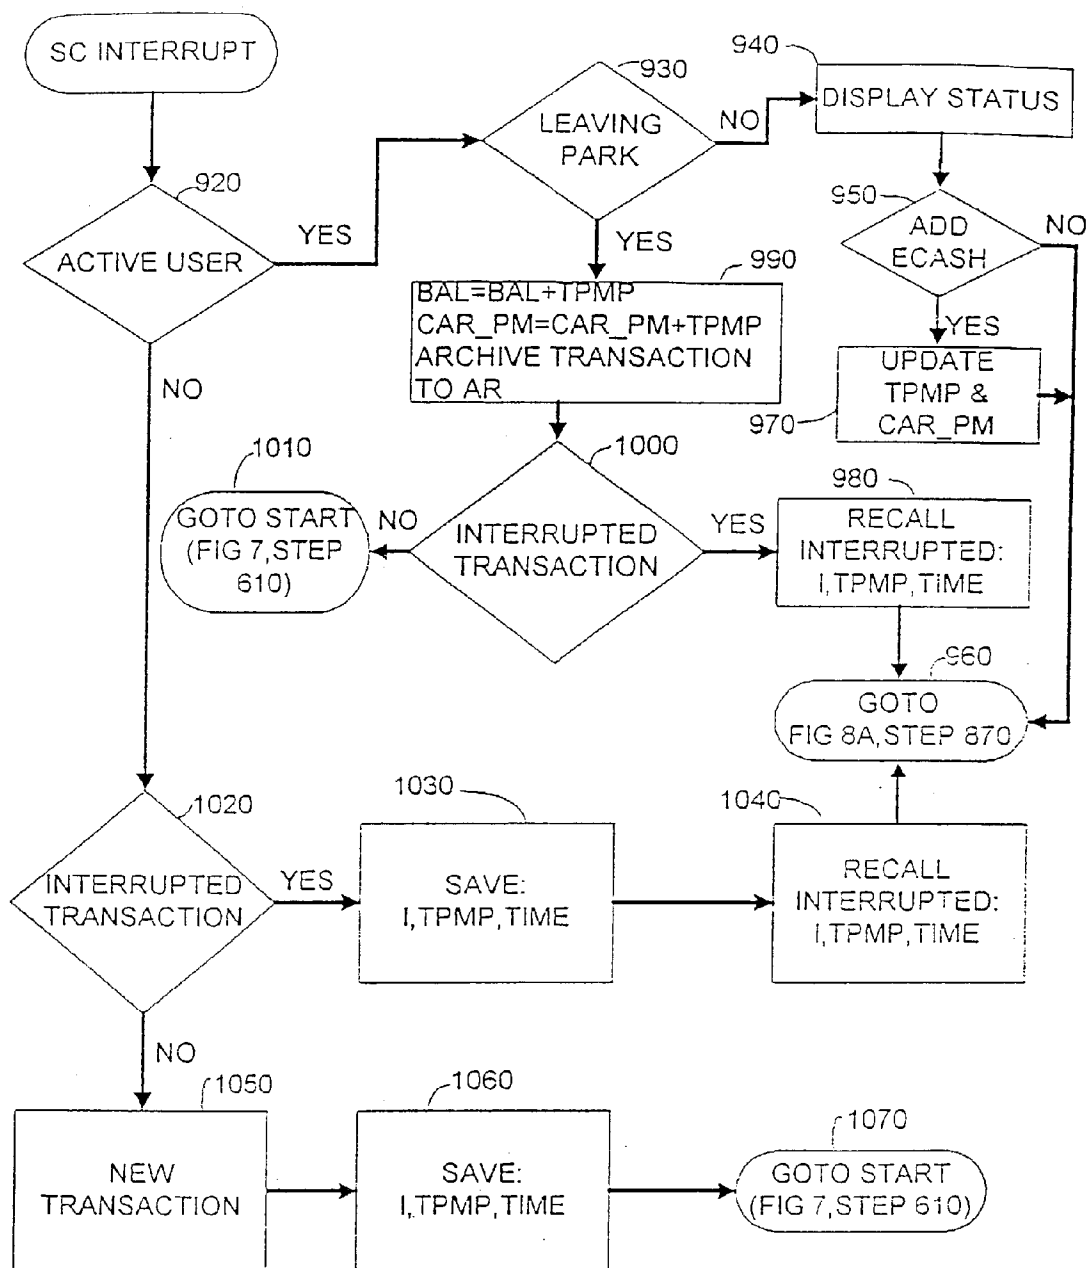 SC INTERRUPT
920
ACTIVE USER
YES
NO
930
LEAVING
PARK
NO
YES
940
DISPLAY STATUS
950
ADD
ECASH
NO
YES
UPDATE
TPMP &
CAR_PM
970
990
BAL=BAL+TPMP
CAR_PM=CAR_PM+TPMP
ARCHIVE TRANSACTION
TO AR
1000
INTERRUPTED
TRANSACTION
NO
YES
1010
GOTO START
(FIG 7,STEP
610)
980
RECALL
INTERRUPTED:
I,TPMP,TIME
960
GOTO
FIG 8A,STEP 870
1020
INTERRUPTED
TRANSACTION
YES
NO
1030
SAVE:
I,TPMP,TIME
1040
RECALL
INTERRUPTED:
I,TPMP,TIME
1050
NEW
TRANSACTION
1060
SAVE:
I,TPMP,TIME
1070
GOTO START
(FIG 7,STEP 610)